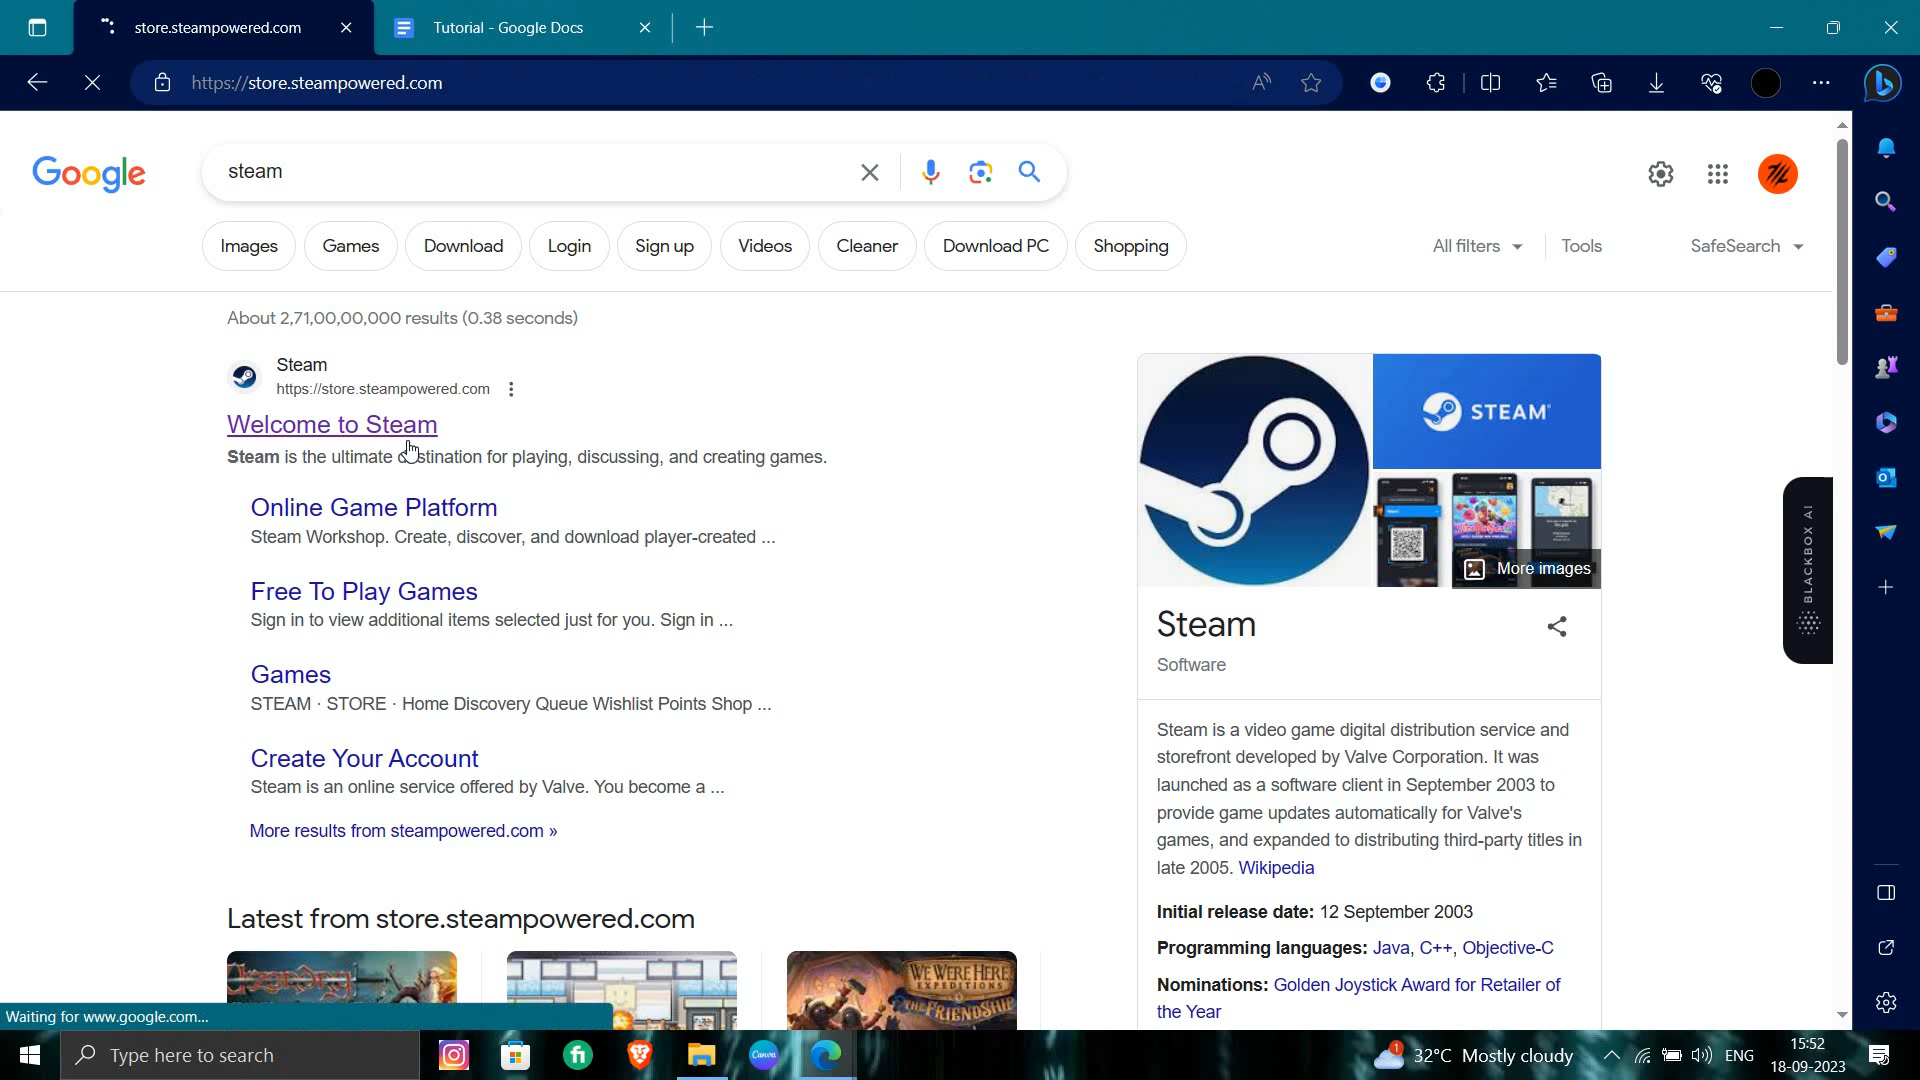 store.steampowered.com
Tutorial - Google Docs
https://store.steampowered.com
Google
steam
Images
Games
Download
Login
Sign up
Videos
Cleaner
Download PC
Shopping
All filters
Tools
SafeSearch
About 2,71,00,00,000 results (0.38 seconds)
Steam
https://store.steampowered.com
Welcome to Steam
Steam is the ultimate destination for playing, discussing, and creating games.
Online Game Platform
Steam Workshop. Create, discover, and download player-created ...
Free To Play Games
Sign in to view additional items selected just for you. Sign in ...
Games
STEAM · STORE · Home Discovery Queue Wishlist Points Shop ...
Create Your Account
Steam is an online service offered by Valve. You become a ...
More results from steampowered.com »
Latest from store.steampowered.com
WE WERE HERE
EXPEDITIONS
THE FRIENDSHIP
STEAM
More images
Steam
Software
Steam is a video game digital distribution service and
storefront developed by Valve Corporation. It was
launched as a software client in September 2003 to
provide game updates automatically for Valve's
games, and expanded to distributing third-party titles in
late 2005. Wikipedia
Initial release date: 12 September 2003
Programming languages: Java, C++, Objective-C
Nominations: Golden Joystick Award for Retailer of
the Year
BLACKBOX AI
Waiting for www.google.com...
Type here to search
Canva
1
32°C Mostly cloudy
ENG
15:52
18-09-2023